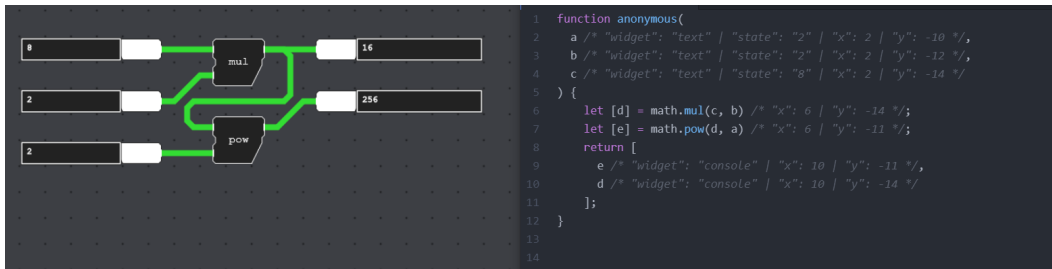 8
mul
16
2
256
pow
2
1 function anonymous(
2 a /* "widget": "text" | "state": "2" | "x": 2 | "y": -10 */,
3 b /* "widget": "text" | "state": "2" | "x": 2 | "y": -12 */,
4 c /* "widget": "text" | "state": "8" | "x": 2 | "y": -14 */
5 ) {
6 let [d] = math.mul(c, b) /* "x": 6 | "y": -14 */;
7 let [e] = math.pow(d, a) /* "x": 6 | "y": -11 */;
8 return [
9 e /* "widget": "console" | "x": 10 | "y": -11 */,
10 d /* "widget": "console" | "x": 10 | "y": -14 */
11 ];
12 }
13
14